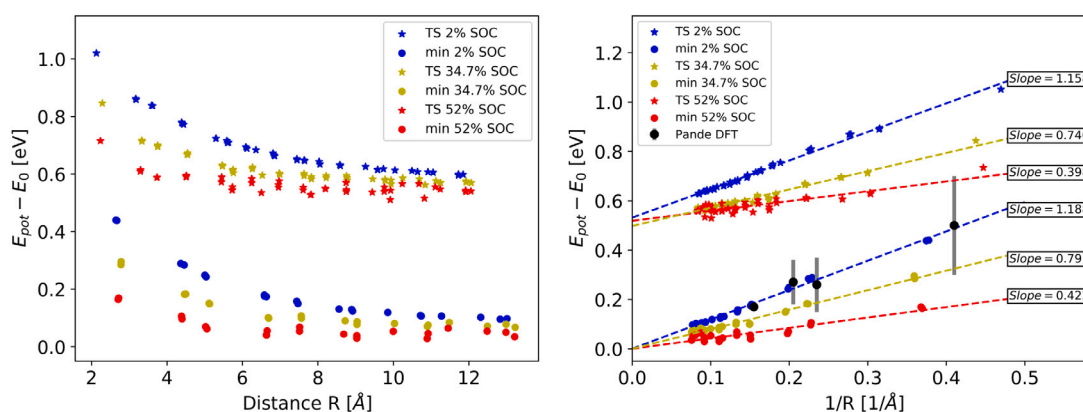 1.0
0.8
0.6
0.4
0.2
0.0
E_pot − E_0 [eV]
TS 2% SOC
min 2% SOC
TS 34.7% SOC
min 34.7% SOC
TS 52% SOC
min 52% SOC
2 4 6 8 10 12
Distance R [Å]
1.2
1.0
0.8
0.6
0.4
0.2
0.0
E_pot − E_0 [eV]
TS 2% SOC
min 2% SOC
TS 34.7% SOC
min 34.7% SOC
TS 52% SOC
min 52% SOC
Pande DFT
Slope = 1.15
Slope = 0.74
Slope = 0.39
Slope = 1.18
Slope = 0.79
Slope = 0.42
0.0 0.1 0.2 0.3 0.4 0.5
1/R [1/Å]